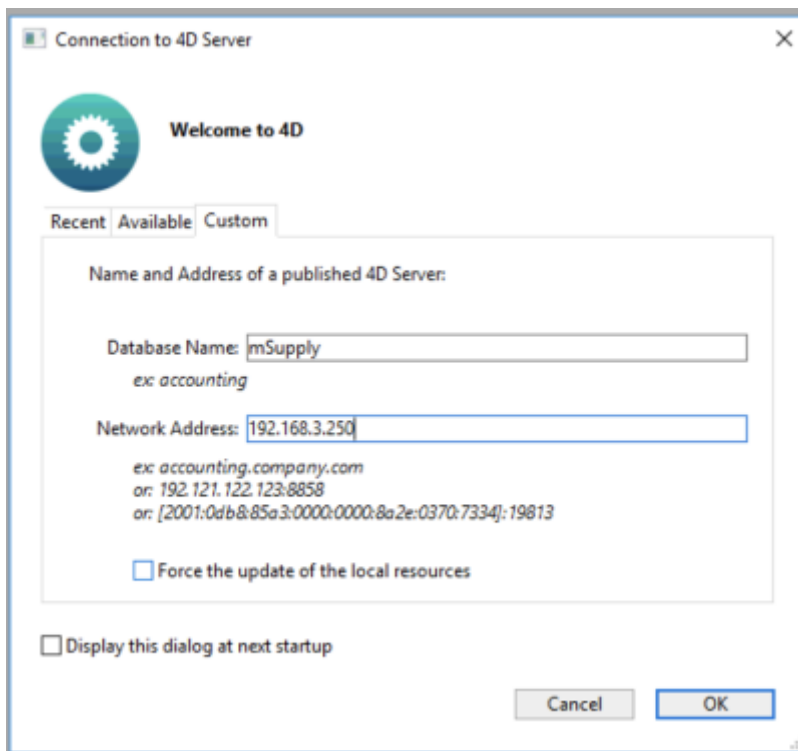 Connection to 4D Server
Welcome to 4D
Recent Available Custom
Name and Address of a published 4D Server:
Database Name: mSupply
ex: accounting
Network Address: 192.168.3.250
ex: accounting.company.com
or: 192.121.122.123:8858
or: [2001:0db8:85a3:0000:0000:8a2e:0370:7334]:19813
Force the update of the local resources
Display this dialog at next startup
Cancel OK